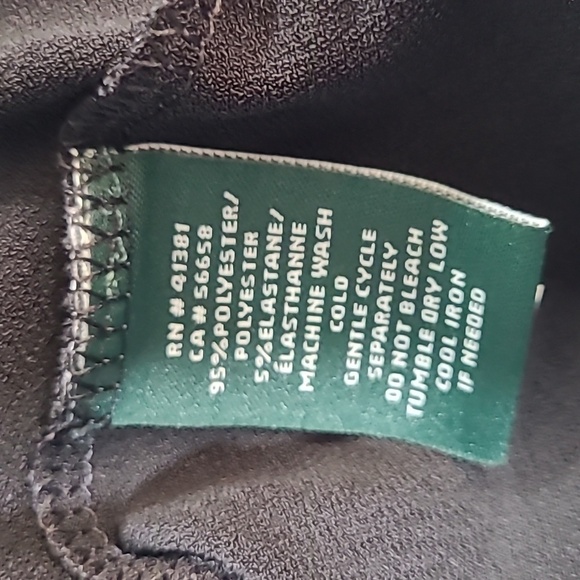 RN # 41381
CA# 56658
95%POLYESTER/
POLYESTER
5%ELASTANE/
ÉLASTHANNE
MACHINE WASH
COLD
GENTLE CYCLE
SEPARATELY
DO NOT BLEACH
TUMBLE DRY LOW
COOL IRON
IF NEEDED